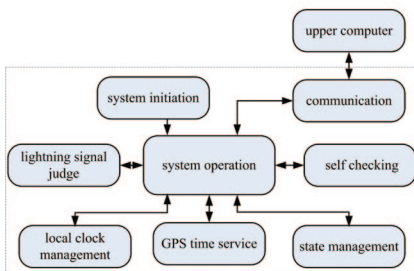 upper computer
system initiation
communication
lightning signal
judge
system operation
self checking
local clock
management
GPS time service
state management